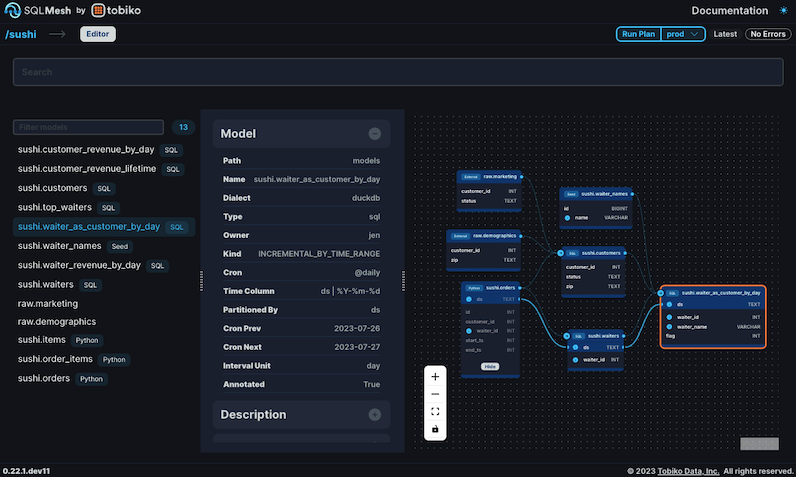 SQLMesh by tobiko
Documentation
/sushi
Editor
Run Plan prod
Latest
No Errors
Search
Filter models
13
sushi.customer_revenue_by_day SQL
sushi.customer_revenue_lifetime SQL
sushi.customers SQL
sushi.top_waiters SQL
sushi.waiter_as_customer_by_day SQL
sushi.waiter_names Seed
sushi.waiter_revenue_by_day SQL
sushi.waiters SQL
raw.marketing
raw.demographics
sushi.items Python
sushi.order_items Python
sushi.orders Python
Model
Path models
Name sushi.waiter_as_customer_by_day
Dialect duckdb
Type sql
Owner jen
Kind INCREMENTAL_BY_TIME_RANGE
Cron @daily
Time Column ds | %Y-%m-%d
Partitioned By ds
Cron Prev 2023-07-26
Cron Next 2023-07-27
Interval Unit day
Annotated True
Description
External raw.marketing
customer_id INT
status TEXT
Seed sushi.waiter_names
id BIGINT
name VARCHAR
External raw.demographics
customer_id INT
zip TEXT
SQL sushi.customers
customer_id INT
status TEXT
zip TEXT
Python sushi.orders
ds TEXT
id INT
customer_id INT
waiter_id INT
start_ts INT
end_ts INT
Hide
SQL sushi.waiters
ds TEXT
waiter_id INT
SQL sushi.waiter_as_customer_by_day
ds TEXT
waiter_id INT
waiter_name VARCHAR
flag INT
0.22.1.dev11
© 2023 Tobiko Data, Inc. All rights reserved.